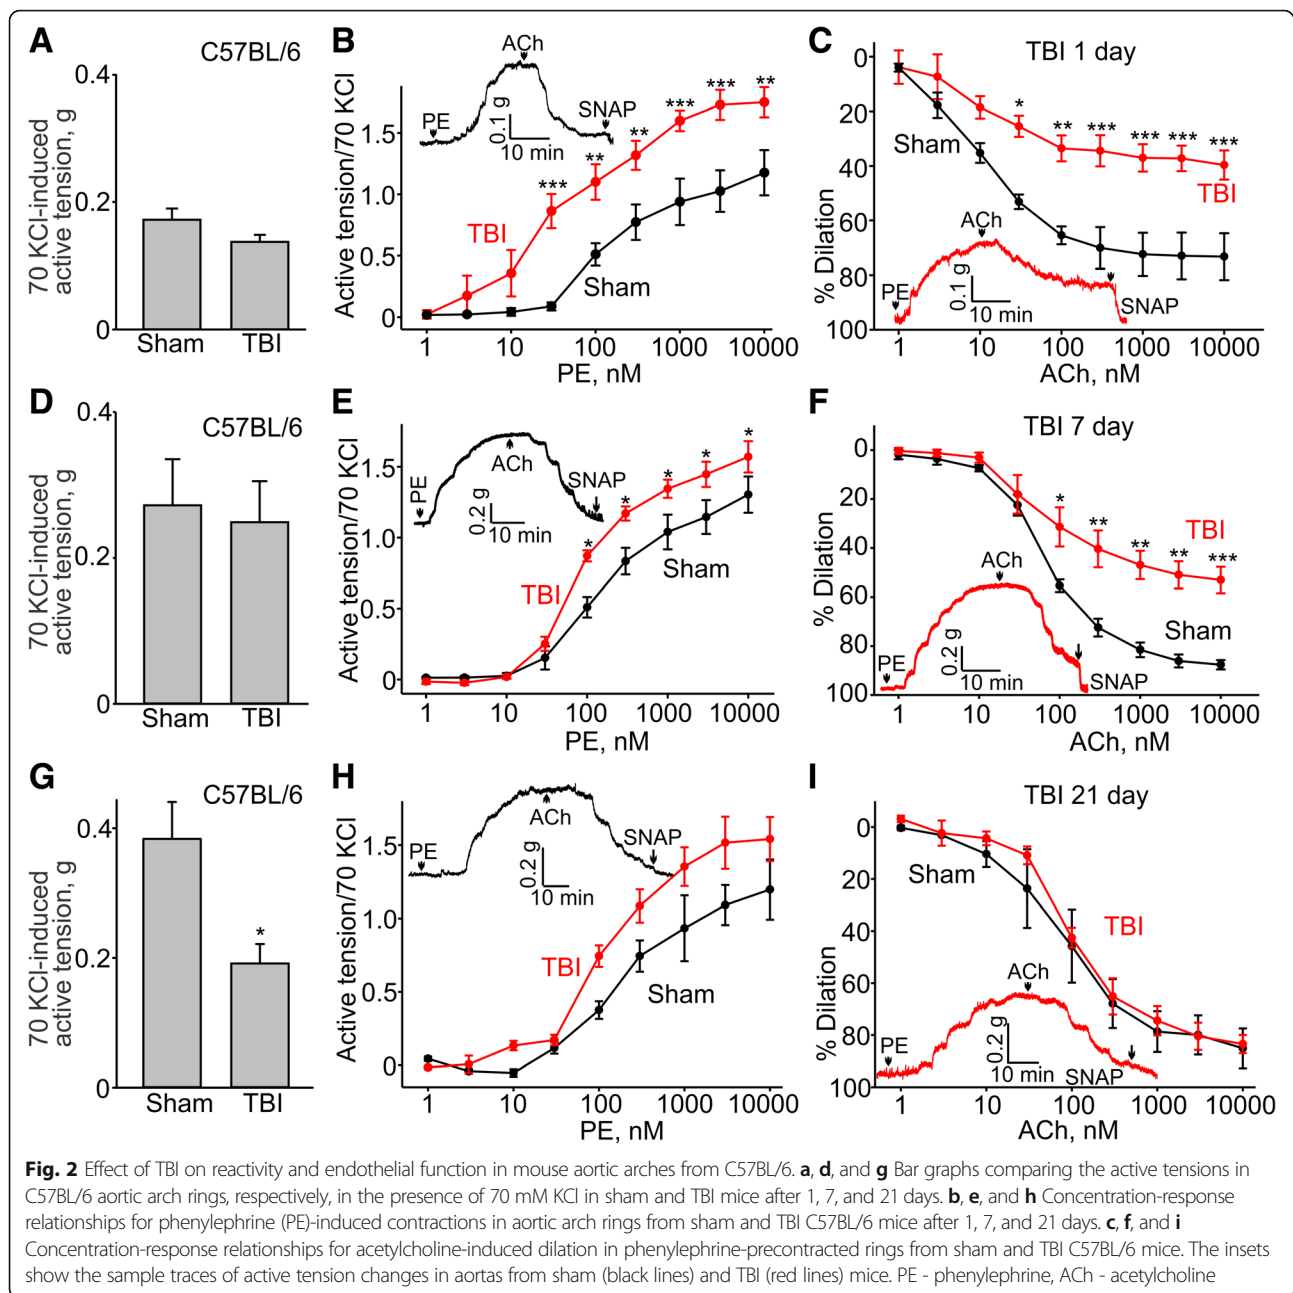 A
C57BL/6
70 KCl-induced
active tension, g
0.4
0.2
0
Sham
TBI
B
Active tension/70 KCl
1.5
1.0
0.5
0
ACh
PE
SNAP
0.1 g
10 min
***
**
**
***
***
**
TBI
Sham
1
10
100
1000
10000
PE, nM
C
TBI 1 day
% Dilation
0
20
40
60
80
100
*
**
***
***
***
***
Sham
TBI
ACh
PE
0.1 g
10 min
SNAP
1
10
100
1000
10000
ACh, nM
D
C57BL/6
70 KCl-induced
active tension, g
0.4
0.2
0
Sham
TBI
E
Active tension/70 KCl
1.5
1.0
0.5
0
PE
ACh
SNAP
0.2 g
10 min
*
*
*
*
*
TBI
Sham
1
10
100
1000
10000
PE, nM
F
TBI 7 day
% Dilation
0
20
40
60
80
100
*
**
**
**
***
TBI
Sham
ACh
PE
0.2 g
10 min
SNAP
1
10
100
1000
10000
ACh, nM
G
C57BL/6
70 KCl-induced
active tension, g
0.4
0.2
0
*
Sham
TBI
H
Active tension/70 KCl
1.5
1.0
0.5
0
PE
ACh
SNAP
0.2 g
10 min
TBI
Sham
1
10
100
1000
10000
PE, nM
I
TBI 21 day
% Dilation
0
20
40
60
80
100
Sham
TBI
ACh
PE
0.2 g
10 min
SNAP
1
10
100
1000
10000
ACh, nM
Fig. 2 Effect of TBI on reactivity and endothelial function in mouse aortic arches from C57BL/6. a, d, and g Bar graphs comparing the active tensions in
C57BL/6 aortic arch rings, respectively, in the presence of 70 mM KCl in sham and TBI mice after 1, 7, and 21 days. b, e, and h Concentration-response
relationships for phenylephrine (PE)-induced contractions in aortic arch rings from sham and TBI C57BL/6 mice after 1, 7, and 21 days. c, f, and i
Concentration-response relationships for acetylcholine-induced dilation in phenylephrine-precontracted rings from sham and TBI C57BL/6 mice. The insets
show the sample traces of active tension changes in aortas from sham (black lines) and TBI (red lines) mice. PE - phenylephrine, ACh - acetylcholine